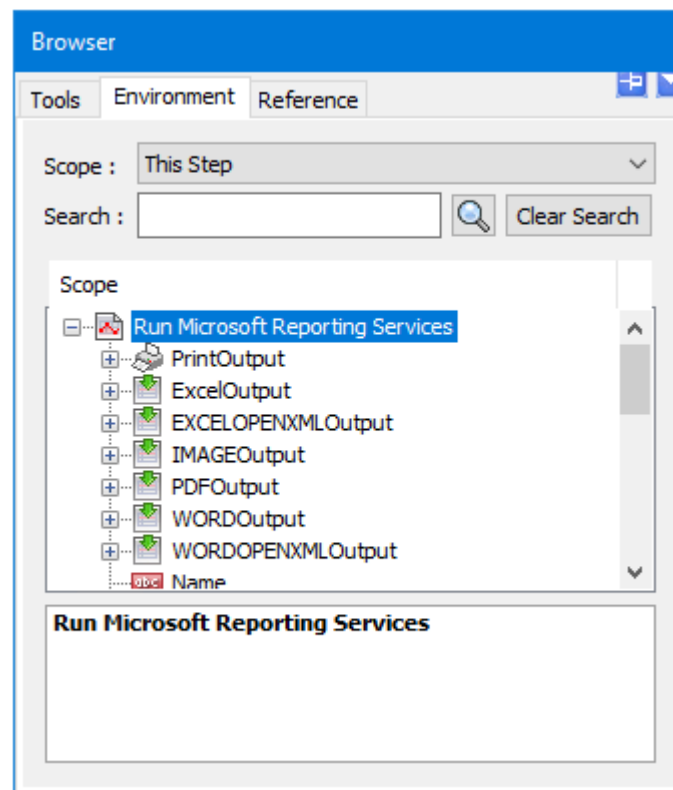 Browser
Tools Environment Reference
Scope : This Step
Search : Clear Search
Scope
Run Microsoft Reporting Services
PrintOutput
ExcelOutput
EXCELOPENXMLOutput
IMAGEOutput
PDFOutput
WORDOutput
WORDOPENXMLOutput
abc Name
Run Microsoft Reporting Services